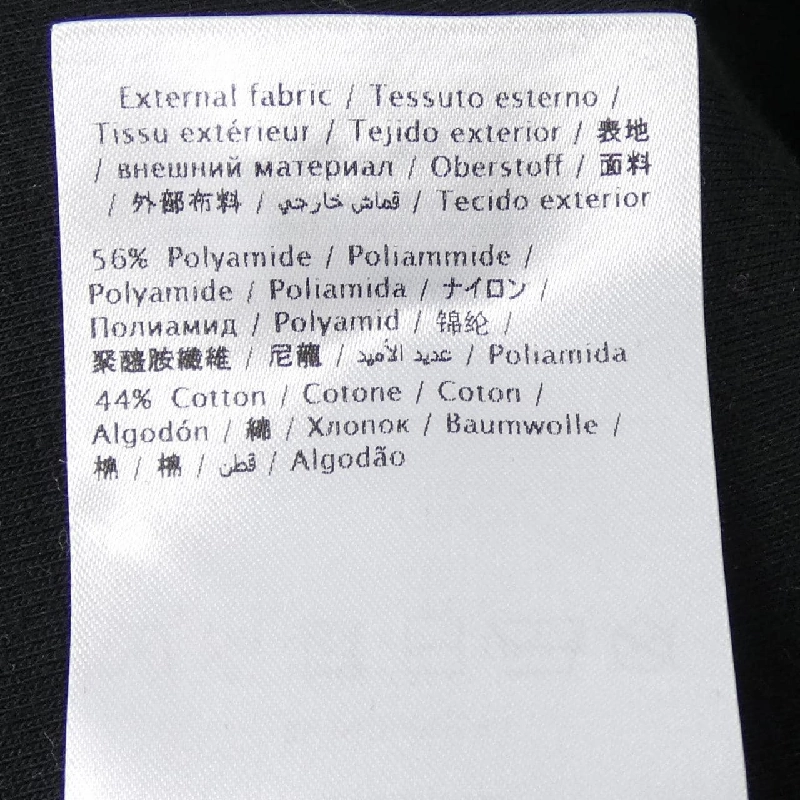 External fabric / Tessuto esterno /
Tissu extérieur / Tejido exterior / 表地
/ внешний материал / Oberstoff / 面料
/ 外部布料 / قماش خارجي / Tecido exterior
56% Polyamide / Poliammide /
Polyamide / Poliamida / ナイロン /
Полиамид / Polyamid / 锦纶 /
聚醯胺纖維 / 尼龍 / عديد الأميد / Poliamida
44% Cotton / Cotone / Coton /
Algodón / 綿 / Хлопок / Baumwolle /
棉 / 棉 / قطن / Algodão